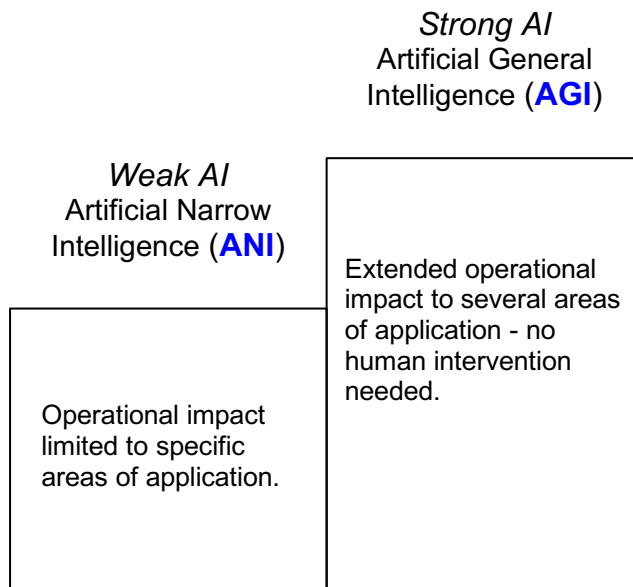 Strong AI
Artificial General
Intelligence (AGI)
Weak AI
Artificial Narrow
Intelligence (ANI)
Extended operational
impact to several areas
of application - no
human intervention
needed.
Operational impact
limited to specific
areas of application.